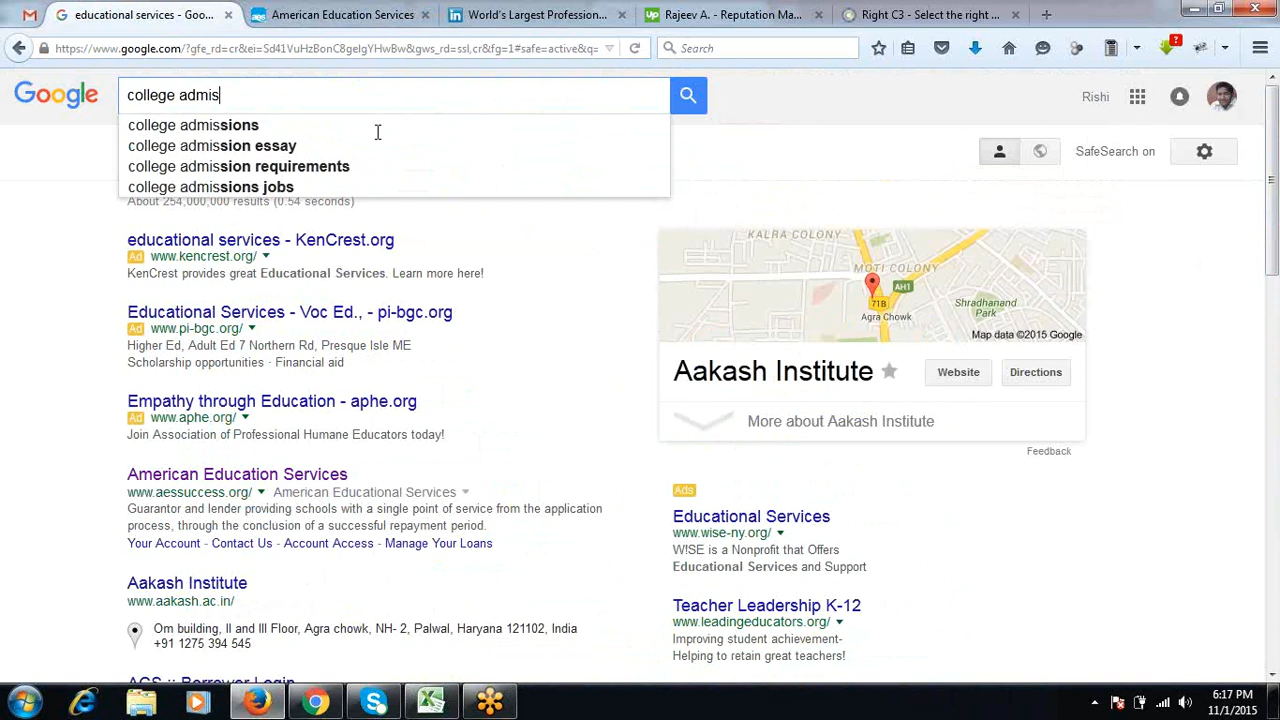 educational services - G...
American Education Services
World's Largest Profession...
Rajeev A. - Reputation Ma...
Right C3 - Select the right ...
https://www.google.com/?gfe_rd=cr&ei=Sd41VuHzBonC8gelgYHwBw&gws_rd=ssl,cr&fg=1#safe=active&q=
Search
?
Google
college admis
Rishi
college admissions
college admission essay
college admission requirements
college admissions jobs
SafeSearch on
About 254,000,000 results (0.54 seconds)
educational services - KenCrest.org
Ad www.kencrest.org/
KenCrest provides great Educational Services. Learn more here!
Educational Services - Voc Ed., - pi-bgc.org
Ad www.pi-bgc.org/
Higher Ed, Adult Ed 7 Northern Rd, Presque Isle ME
Scholarship opportunities · Financial aid
Empathy through Education - aphe.org
Ad www.aphe.org/
Join Association of Professional Humane Educators today!
American Education Services
www.aessuccess.org/ American Educational Services
Guarantor and lender providing schools with a single point of service from the application
process, through the conclusion of a successful repayment period.
Your Account - Contact Us - Account Access - Manage Your Loans
Aakash Institute
www.aakash.ac.in/
Om building, II and III Floor, Agra chowk, NH- 2, Palwal, Haryana 121102, India
+91 1275 394 545
AES :: Borrower Login
KALRA COLONY
MOTI COLONY
AH1
71B
Agra Chowk
Shradhanand
Park
Map data ©2015 Google
Aakash Institute
Website
Directions
More about Aakash Institute
Feedback
Ads
Educational Services
www.wise-ny.org/
W!SE is a Nonprofit that Offers
Educational Services and Support
Teacher Leadership K-12
www.leadingeducators.org/
Improving student achievement-
Helping to retain great teachers!
6:17 PM
11/1/2015